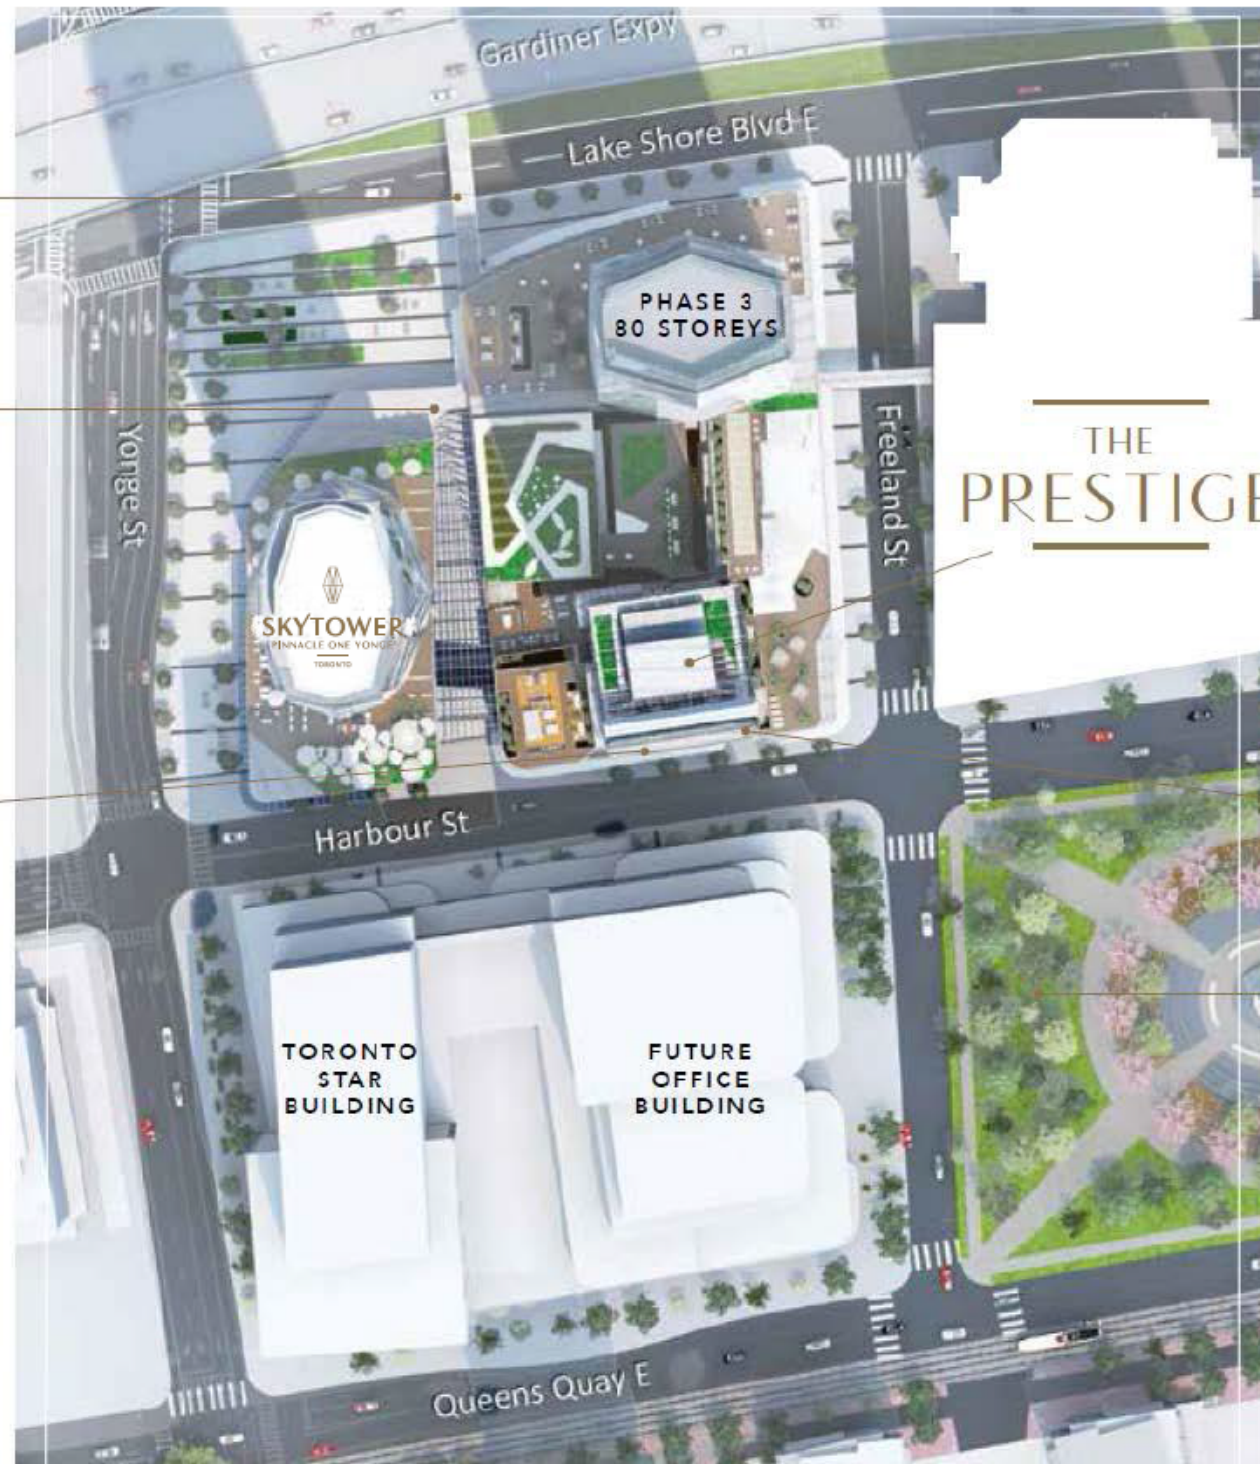 Gardiner Expy
Lake Shore Blvd E
PHASE 3
80 STOREYS
Yonge St
Freeland St
THE
PRESTIGE
SKYTOWER
PINNACLE ONE YONGE
TORONTO
Harbour St
TORONTO
STAR
BUILDING
FUTURE
OFFICE
BUILDING
Queens Quay E